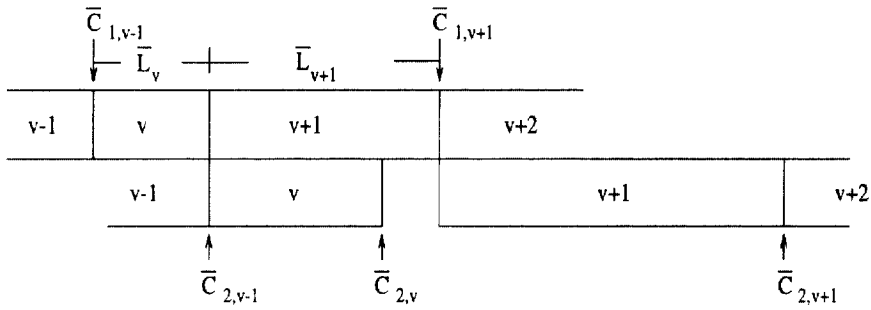 C̄ 1,v-1 C̄ 1,v+1
L̄ v L̄ v+1
v-1 v v+1 v+2
v-1 v v+1 v+2
C̄ 2,v-1 C̄ 2,v C̄ 2,v+1